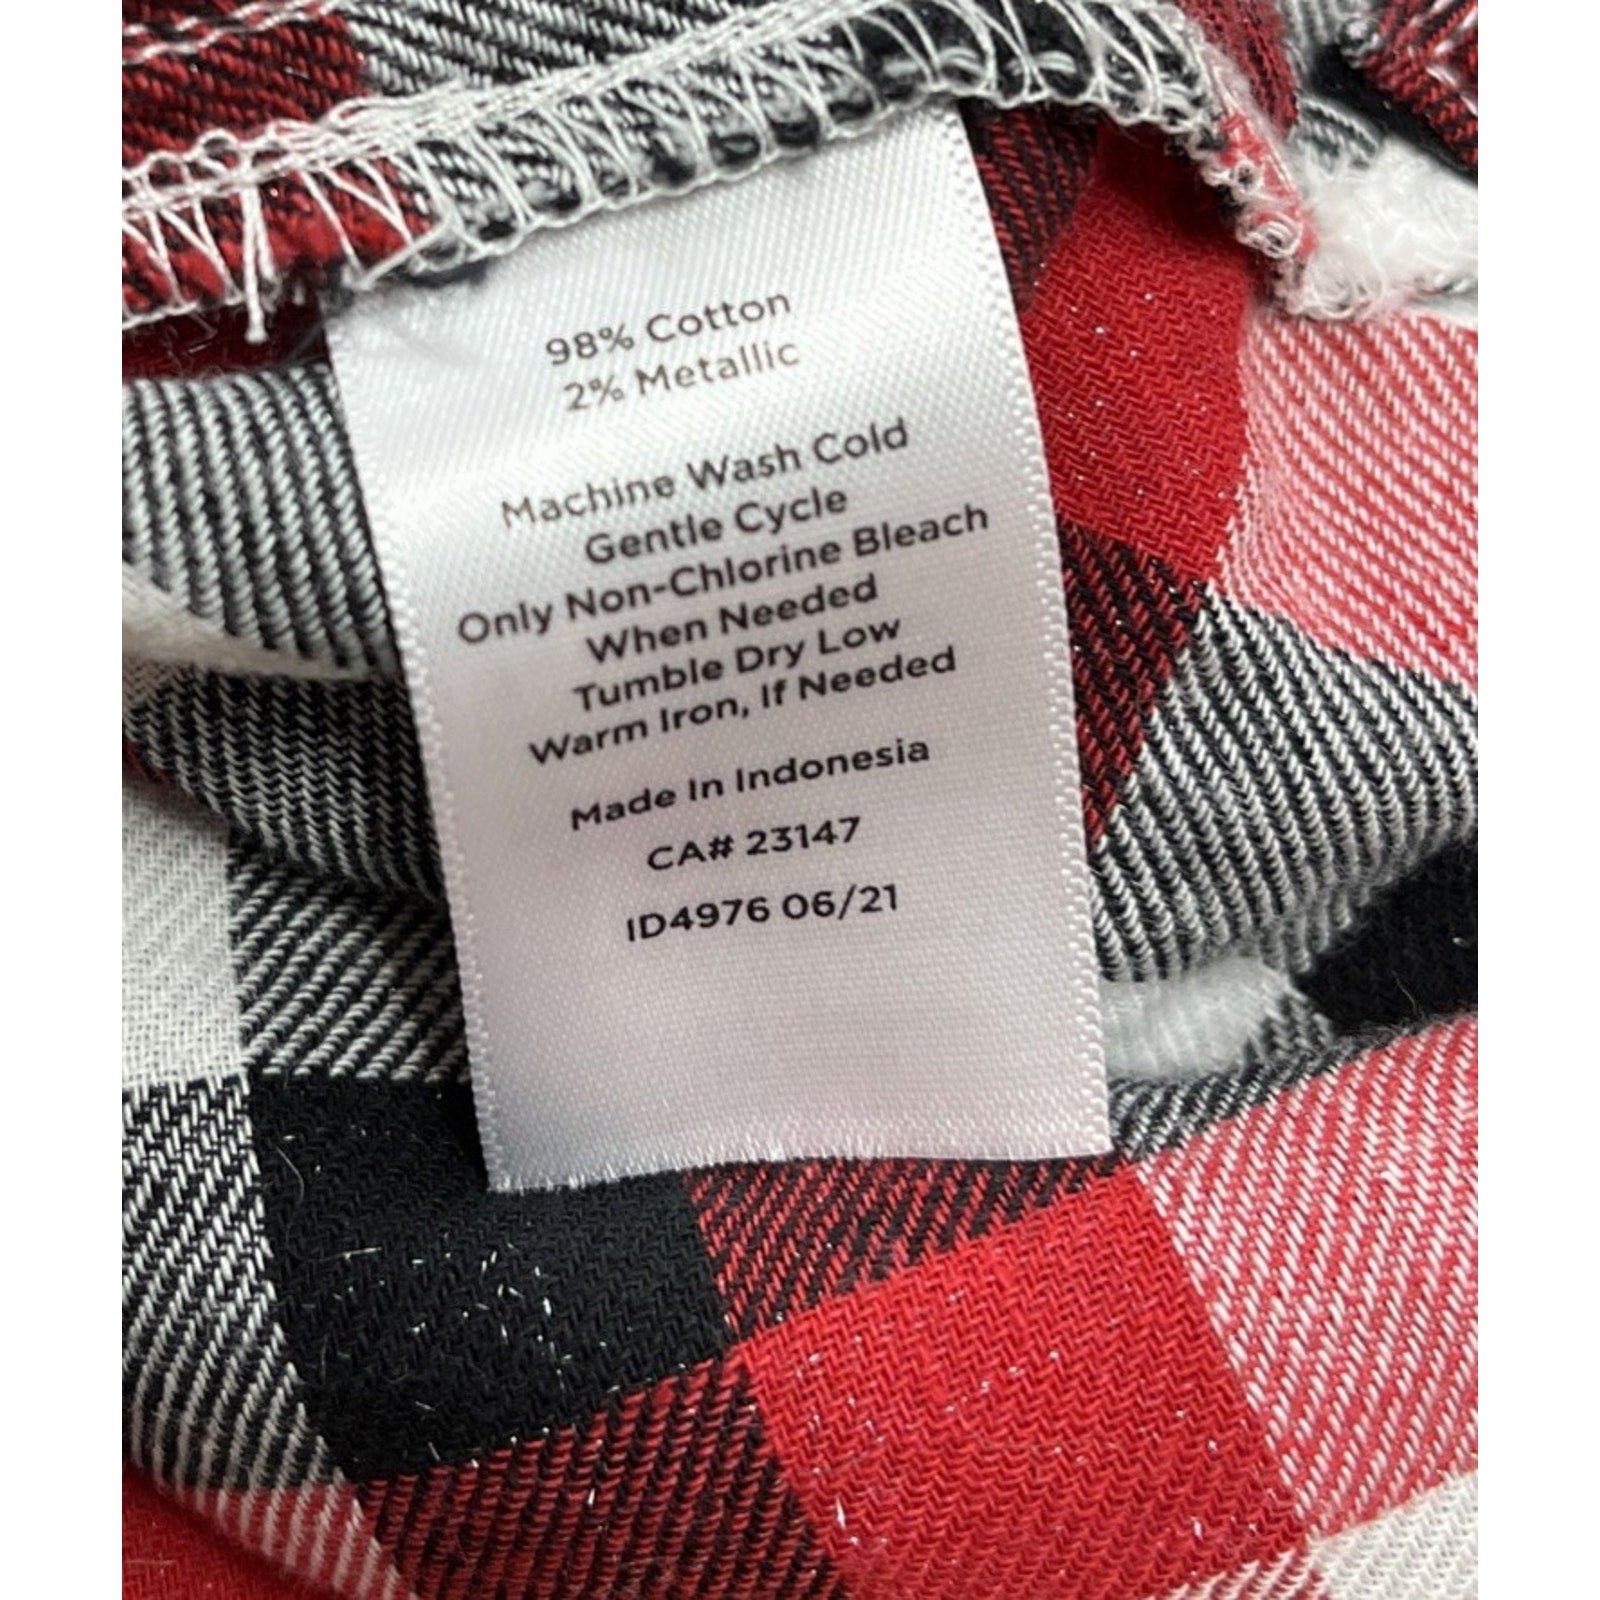 98% Cotton
2% Metallic
Machine Wash Cold
Gentle Cycle
Only Non-Chlorine Bleach
When Needed
Tumble Dry Low
Warm Iron, If Needed
Made In Indonesia
CA# 23147
ID4976 06/21